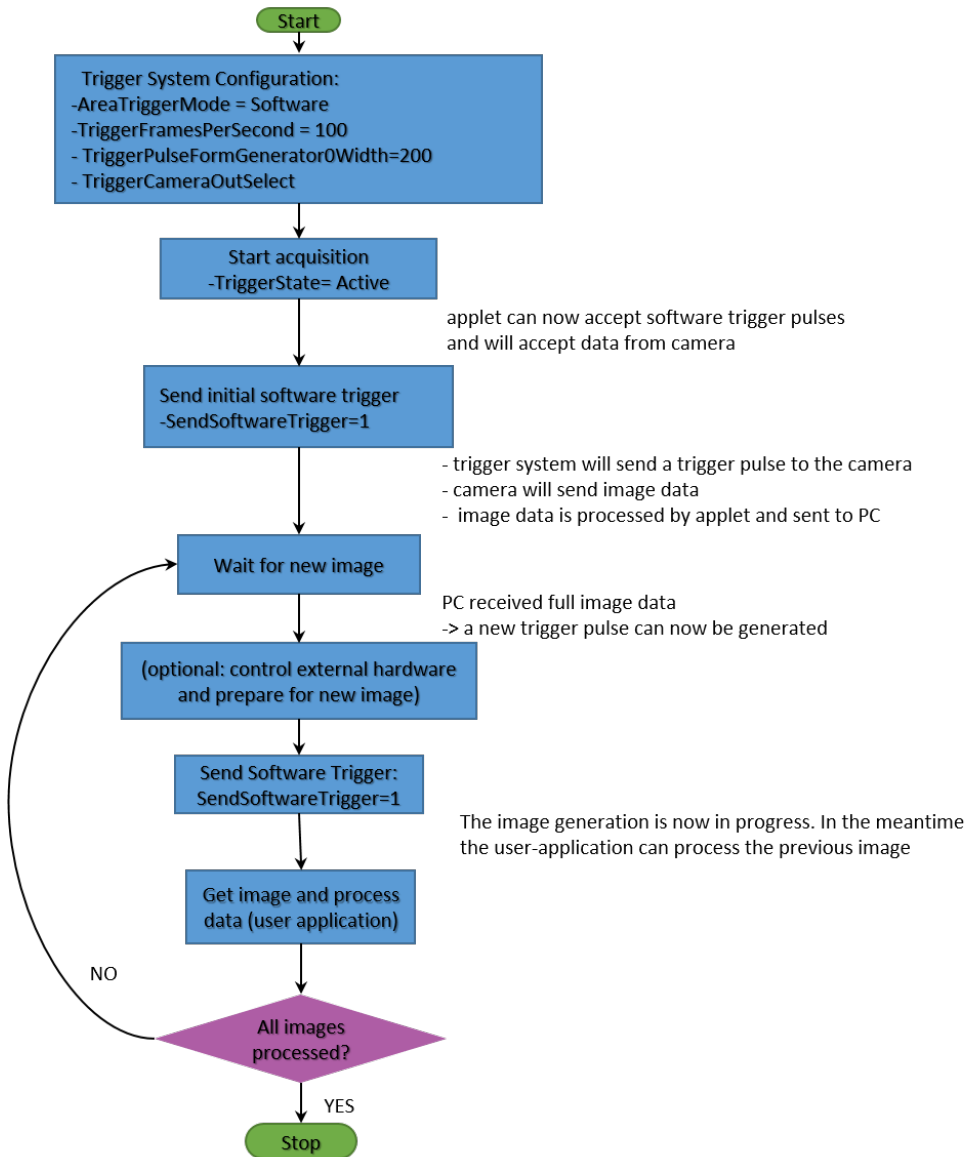 Start
Trigger System Configuration:
-AreaTriggerMode = Software
-TriggerFramesPerSecond = 100
- TriggerPulseFormGenerator0Width=200
- TriggerCameraOutSelect
Start acquisition
-TriggerState= Active
applet can now accept software trigger pulses
and will accept data from camera
Send initial software trigger
-SendSoftwareTrigger=1
- trigger system will send a trigger pulse to the camera
- camera will send image data
- image data is processed by applet and sent to PC
Wait for new image
PC received full image data
-> a new trigger pulse can now be generated
(optional: control external hardware
and prepare for new image)
Send Software Trigger:
SendSoftwareTrigger=1
The image generation is now in progress. In the meantime
the user-application can process the previous image
Get image and process
data (user application)
NO
All images
processed?
YES
Stop